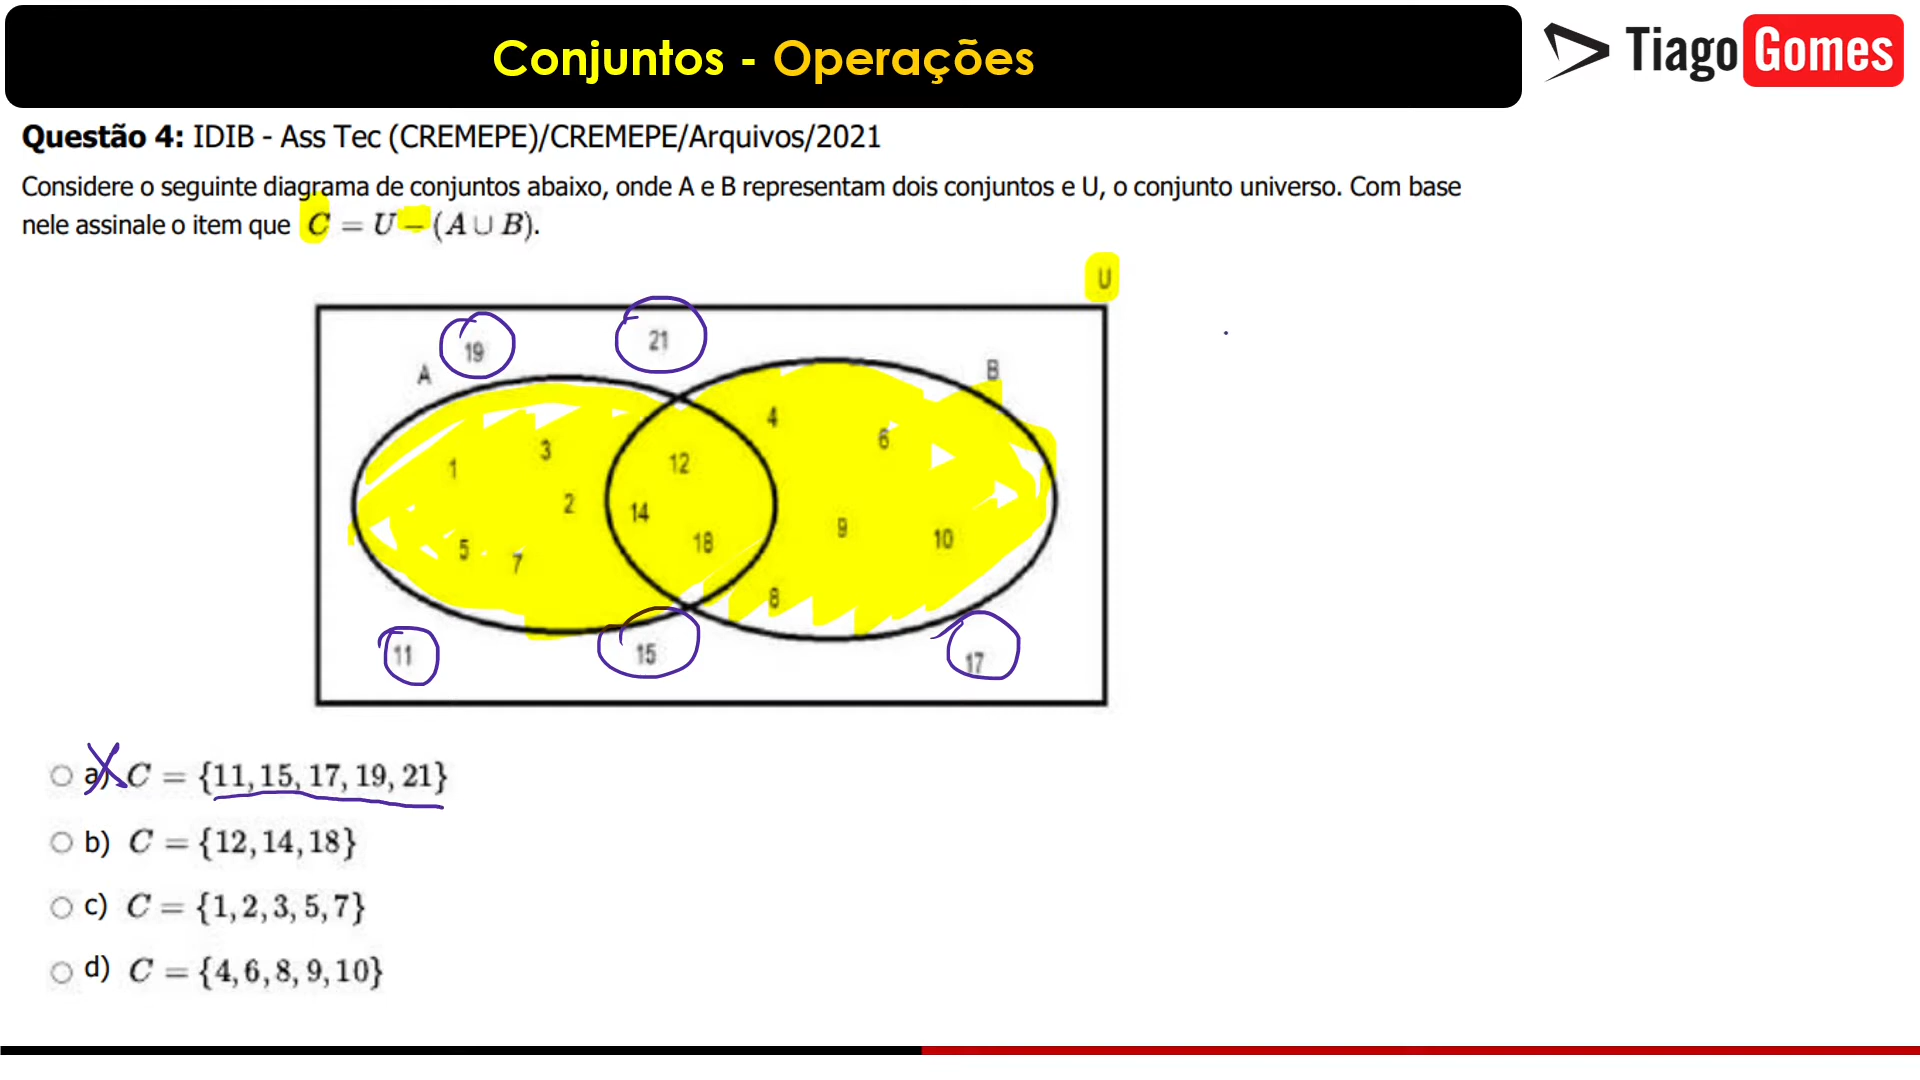 Conjuntos - Operações
Tiago Gomes
Questão 4: IDIB - Ass Tec (CREMEPE)/CREMEPE/Arquivos/2021
Considere o seguinte diagrama de conjuntos abaixo, onde A e B representam dois conjuntos e U, o conjunto universo. Com base
nele assinale o item que C = U − (A ∪ B).
U
19
21
A
B
4
6
3
12
1
2
14
9
10
18
5
7
8
11
15
17
a) C = {11, 15, 17, 19, 21}
b) C = {12, 14, 18}
c) C = {1, 2, 3, 5, 7}
d) C = {4, 6, 8, 9, 10}